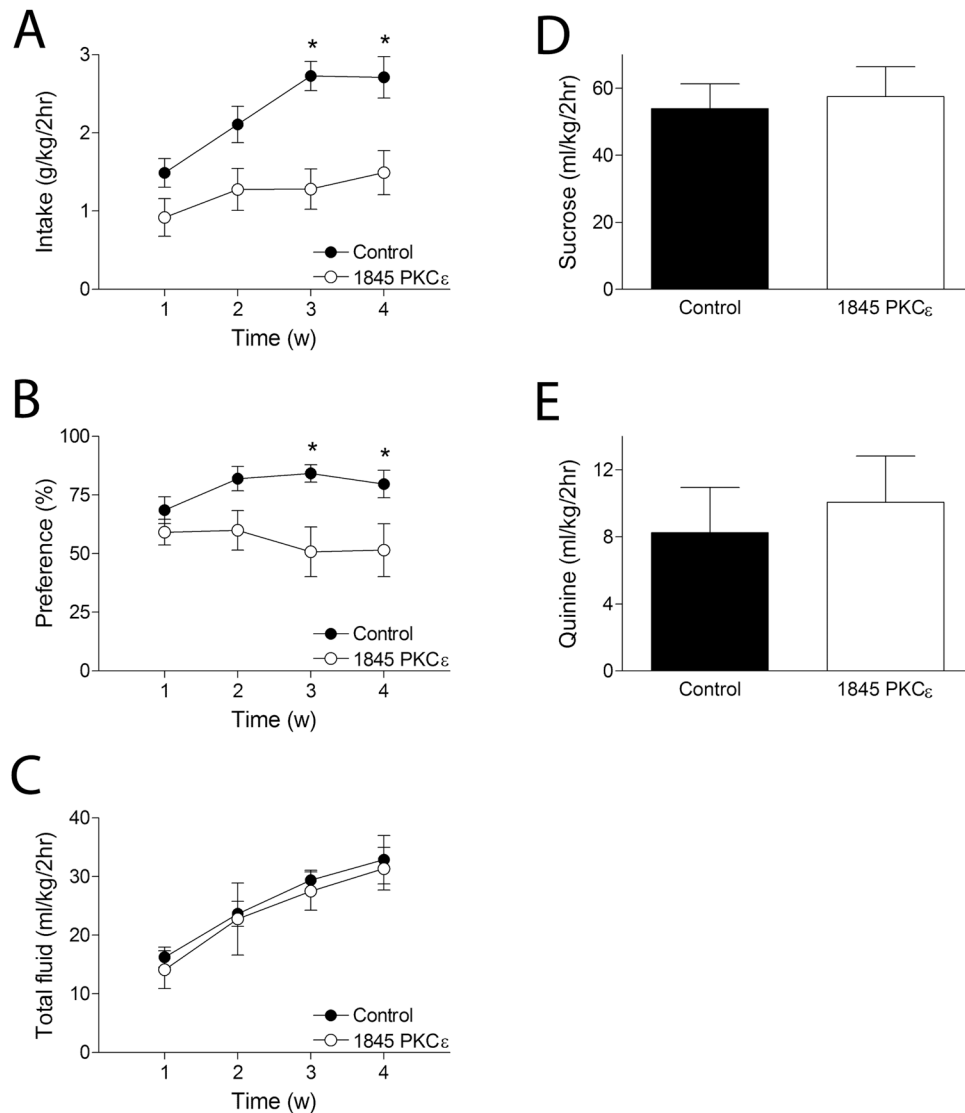 A
Intake (g/kg/2hr)
3
2
1
0
* *
Control
1845 PKCε
1 2 3 4
Time (w)
B
Preference (%)
100
75
50
25
0
* *
Control
1845 PKCε
1 2 3 4
Time (w)
C
Total fluid (ml/kg/2hr)
40
30
20
10
0
Control
1845 PKCε
1 2 3 4
Time (w)
D
Sucrose (ml/kg/2hr)
60
40
20
0
Control 1845 PKCε
E
Quinine (ml/kg/2hr)
12
8
4
0
Control 1845 PKCε